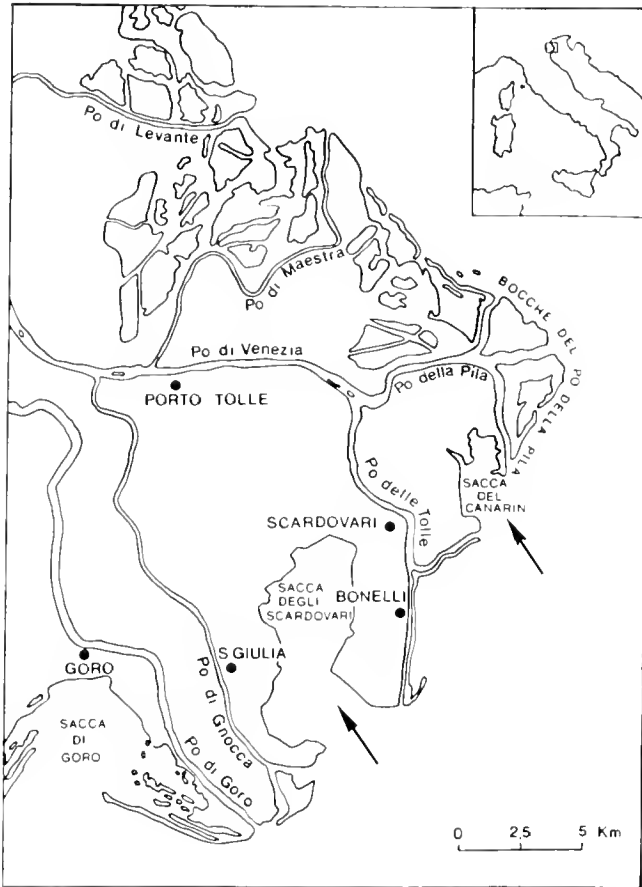 Po di Levante
Po di Maestra
BOCCHE DEL PO DELLA PILA
Po di Venezia
Po della Pila
PORTO TOLLE
SACCA
DEL
CANARIN
Po delle Tolle
SCARDOVARI
SACCA
DEGLI
SCARDOVARI
BONELLI
S.GIULIA
GORO
Po di Gnocca
SACCA
DI
GORO
Po di Goro
0 2,5 5 Km